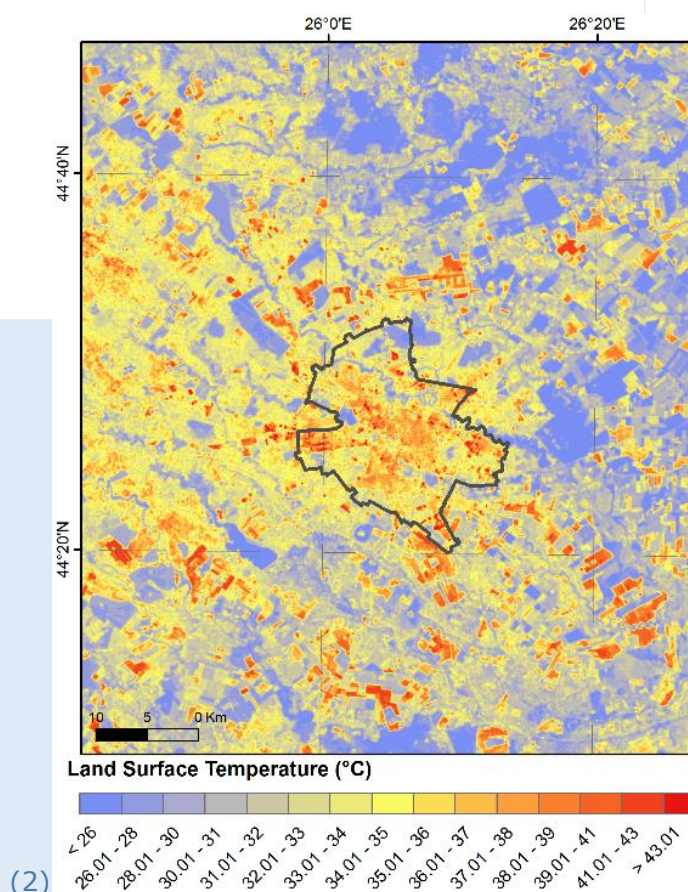 26°0'E 26°20'E
44°40'N
44°20'N
10 5 0 Km
Land Surface Temperature (°C)
< 26
26.01 - 28
28.01 - 30
30.01 - 31
31.01 - 32
32.01 - 33
33.01 - 34
34.01 - 35
35.01 - 36
36.01 - 37
37.01 - 38
38.01 - 39
39.01 - 41
41.01 - 43
> 43.01
(2)